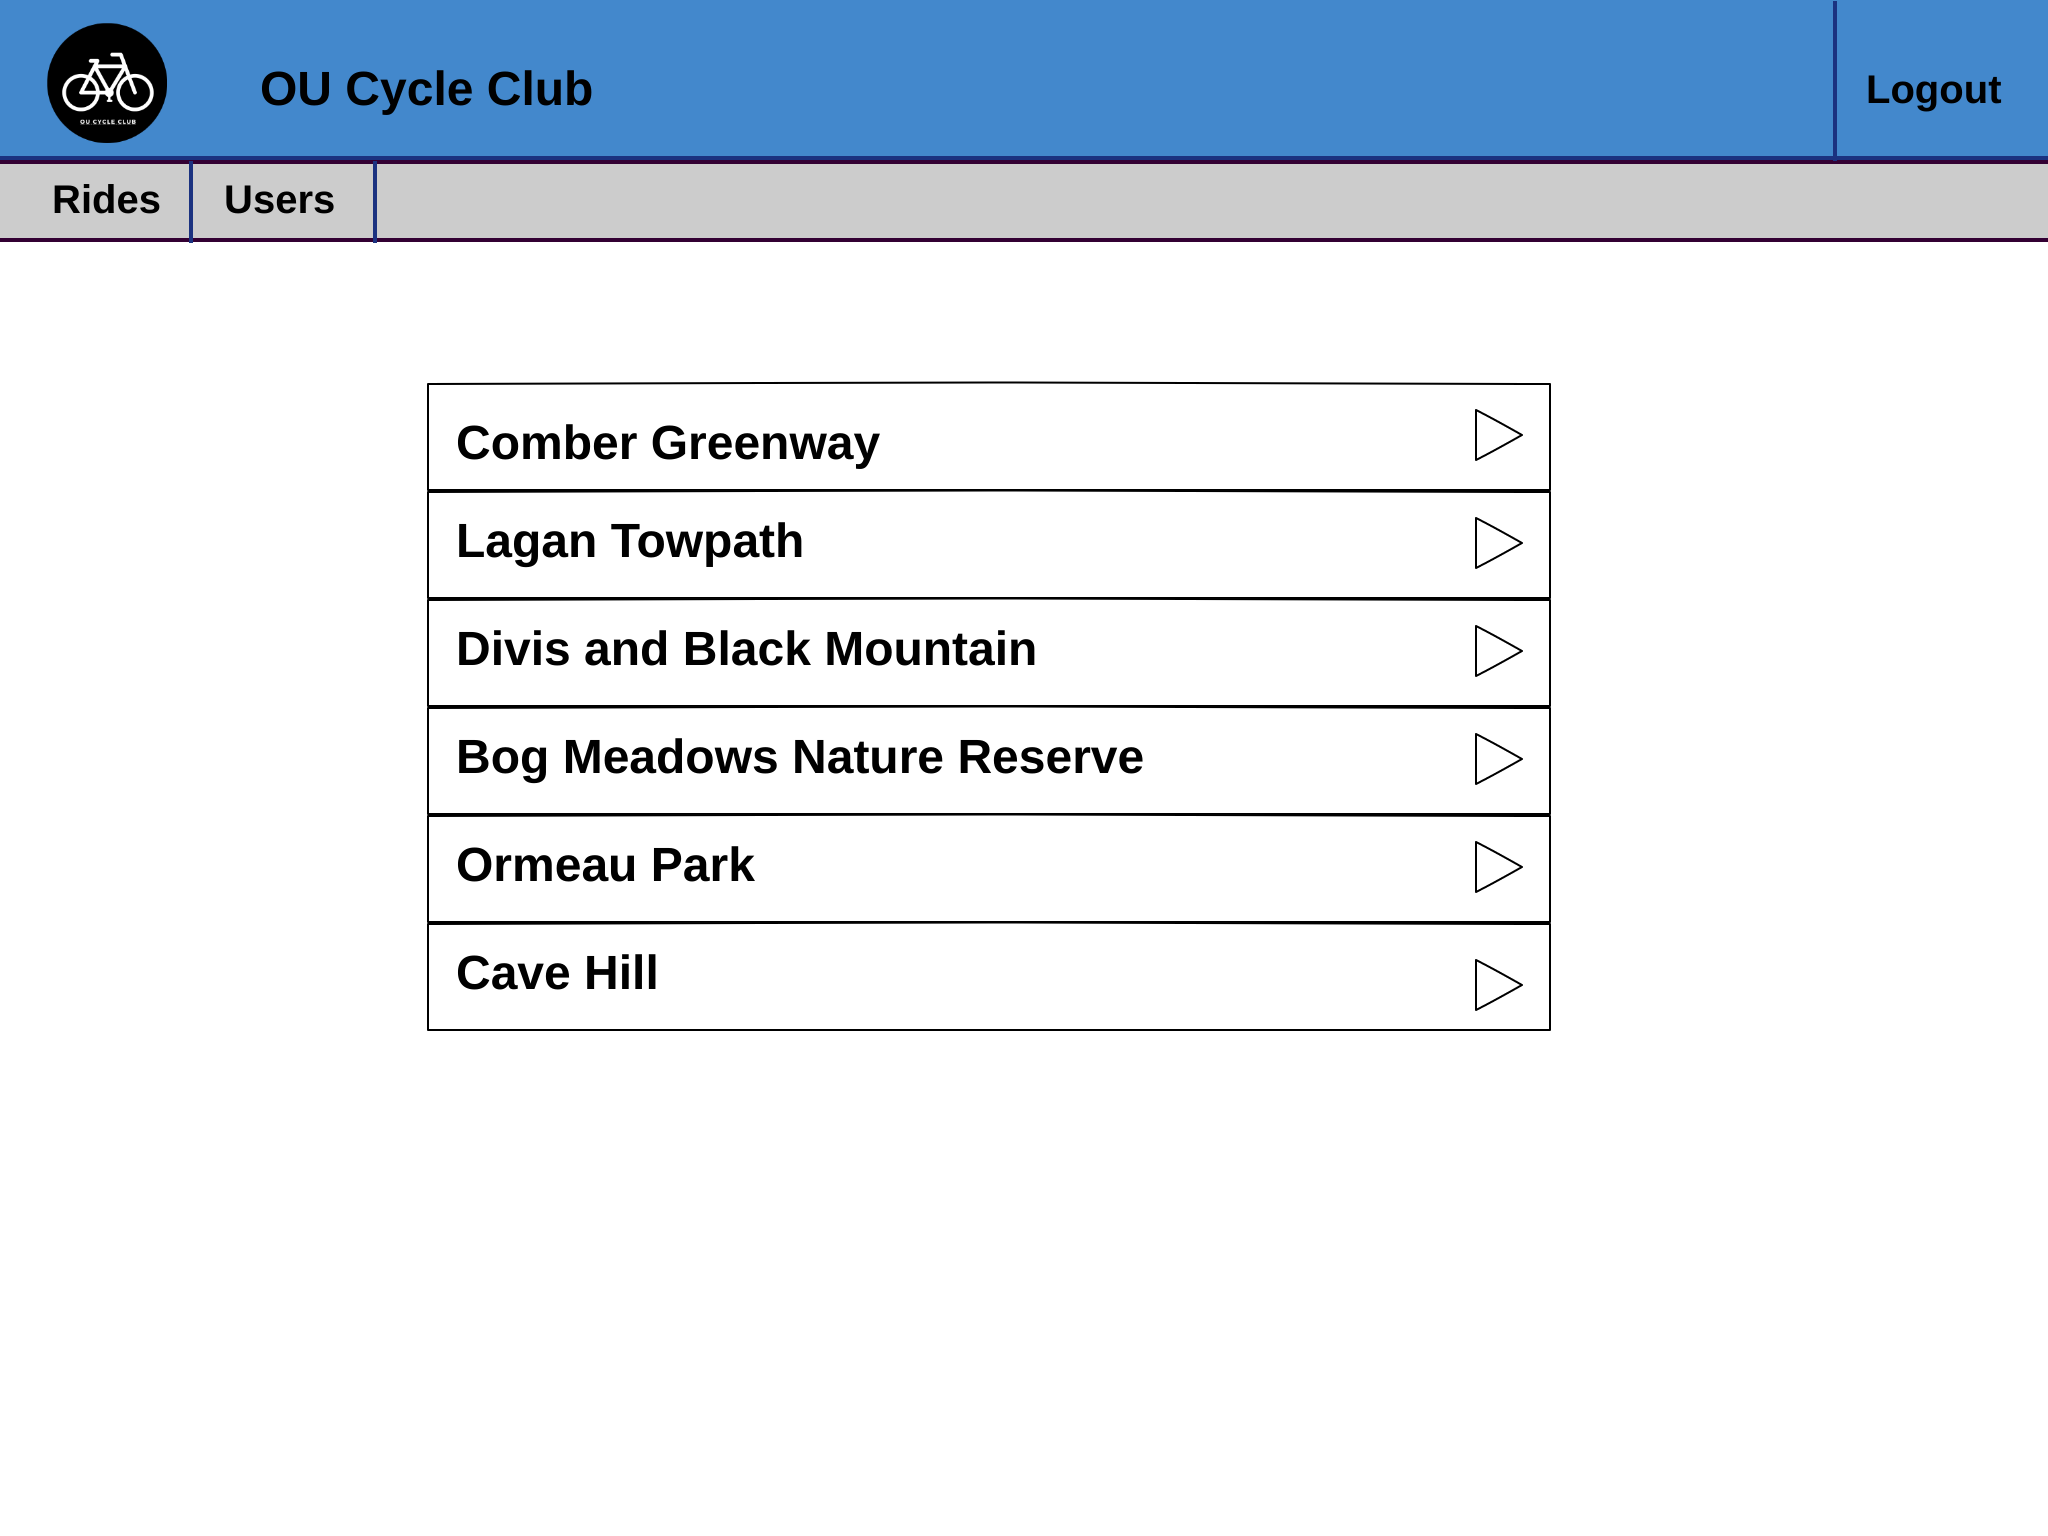 OU CYCLE CLUB
OU Cycle Club
Logout
Rides
Users
Comber Greenway
Lagan Towpath
Divis and Black Mountain
Bog Meadows Nature Reserve
Ormeau Park
Cave Hill